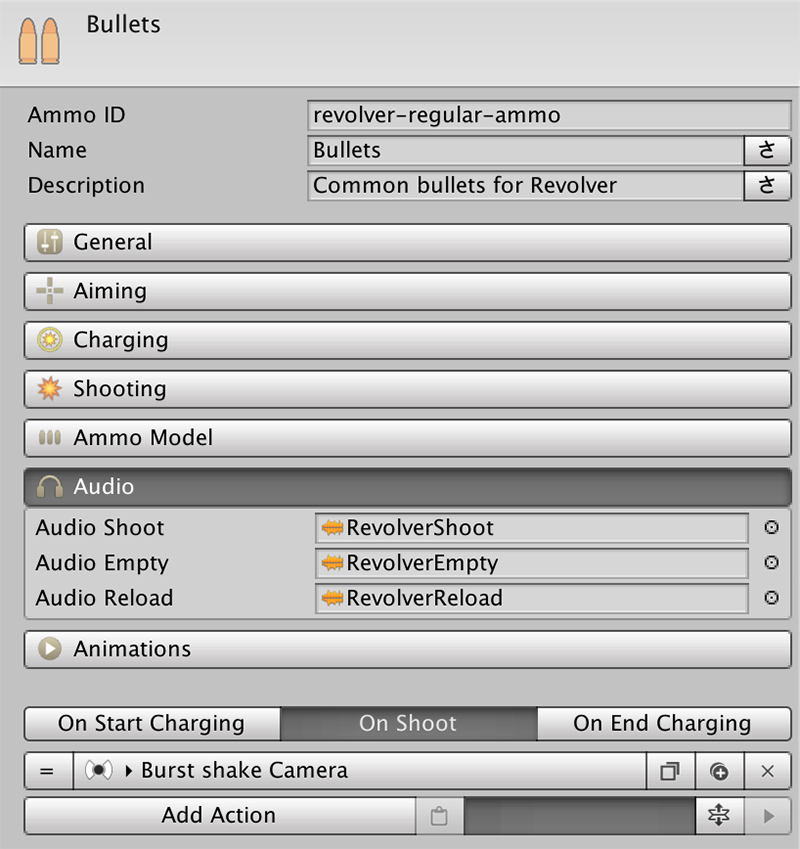 Bullets
Ammo ID revolver-regular-ammo
Name Bullets さ
Description Common bullets for Revolver さ
General
Aiming
Charging
Shooting
Ammo Model
Audio
Audio Shoot RevolverShoot
Audio Empty RevolverEmpty
Audio Reload RevolverReload
Animations
On Start Charging On Shoot On End Charging
= Burst shake Camera
Add Action